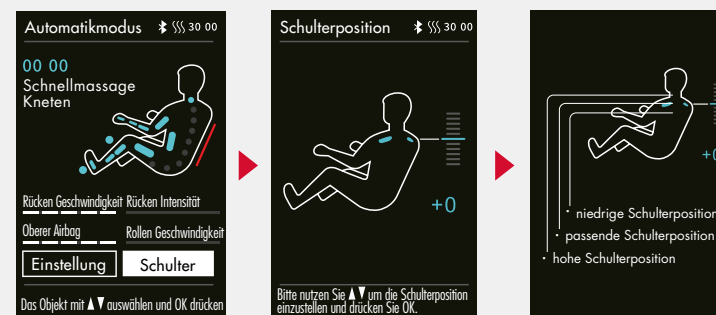 Automatikmodus 30 00
00 00
Schnellmassage
Kneten
Rücken Geschwindigkeit Rücken Intensität
Oberer Airbag Rollen Geschwindigkeit
Einstellung Schulter
Das Objekt mit ▲▼ auswählen und OK drücken
Schulterposition 30 00
+0
Bitte nutzen Sie ▲▼ um die Schulterposition
einzustellen und drücken Sie OK.
+0
· niedrige Schulterposition
· passende Schulterposition
· hohe Schulterposition